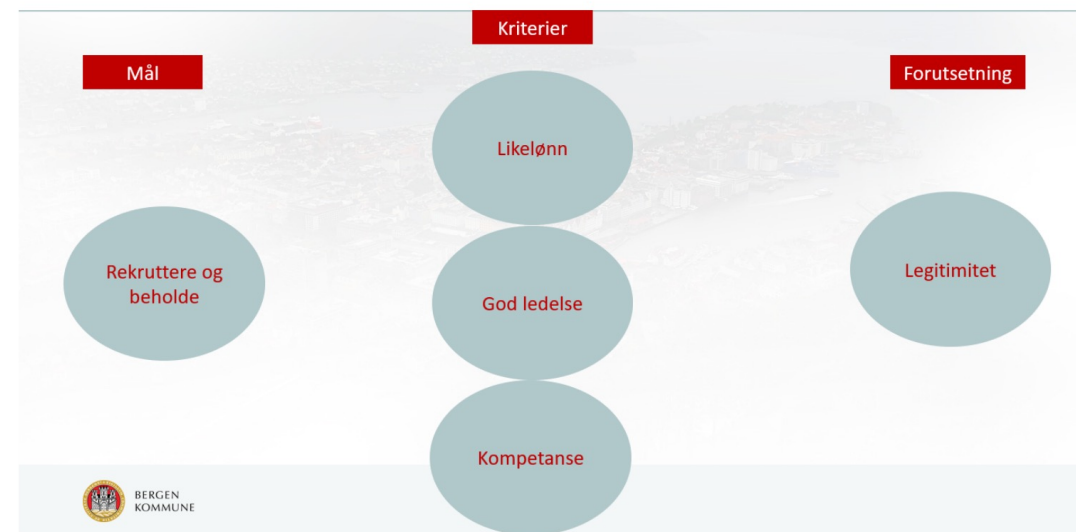 Kriterier
Mål
Forutsetning
Likelønn
Rekruttere og
beholde
God ledelse
Legitimitet
Kompetanse
BERGEN
KOMMUNE